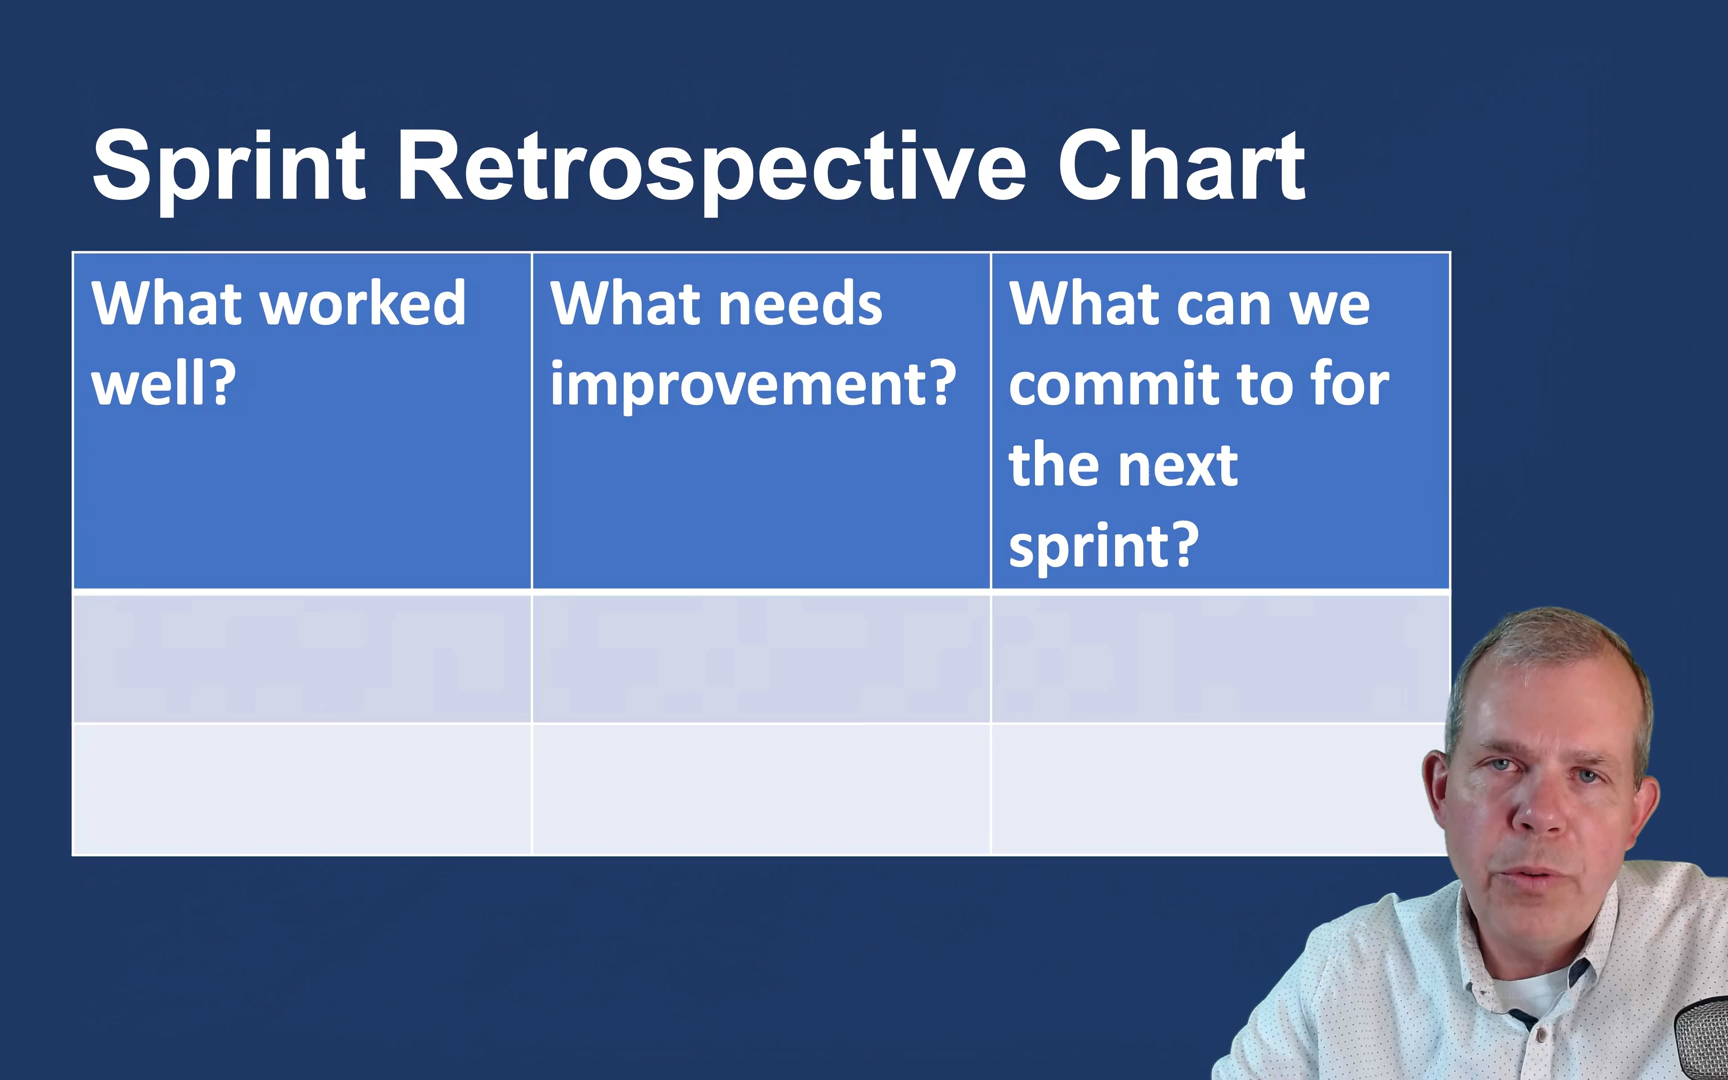 Sprint Retrospective Chart
What worked
well?
What needs
improvement?
What can we
commit to for
the next
sprint?